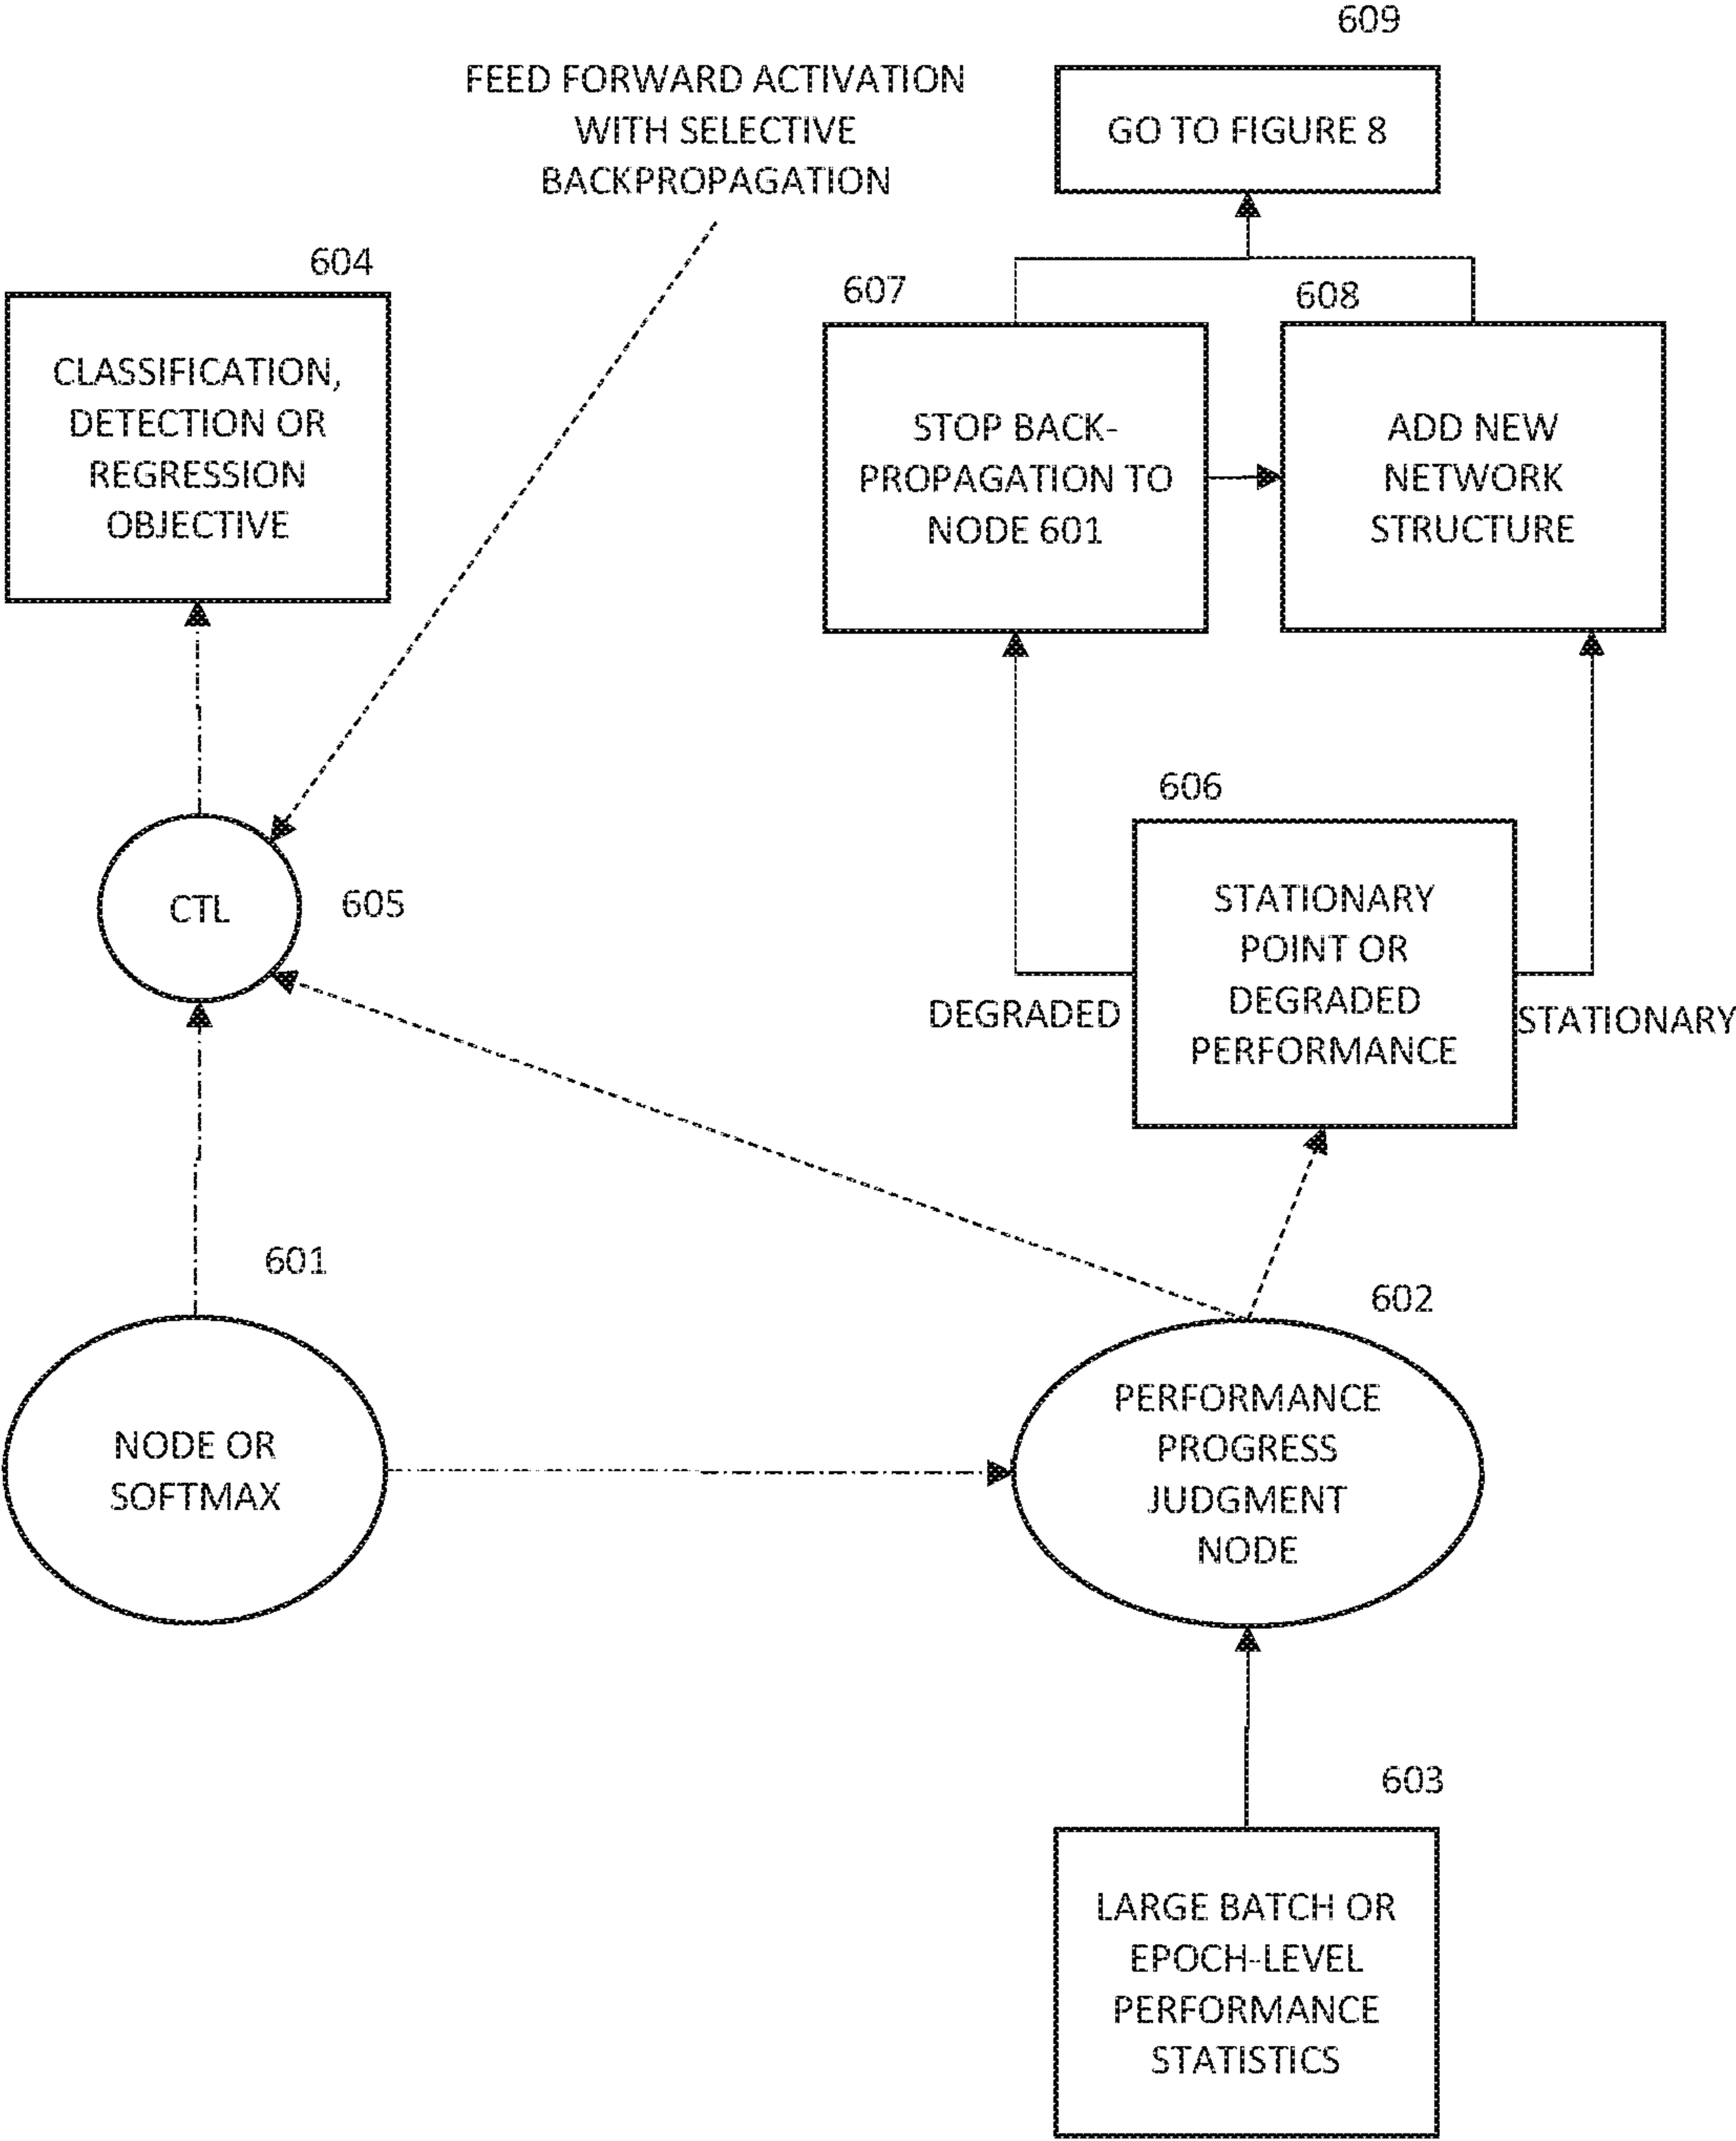 609
FEED FORWARD ACTIVATION
WITH SELECTIVE
BACKPROPAGATION
GO TO FIGURE 8
604
CLASSIFICATION,
DETECTION OR
REGRESSION
OBJECTIVE
607
STOP BACK-
PROPAGATION TO
NODE 601
608
ADD NEW
NETWORK
STRUCTURE
606
STATIONARY
POINT OR
DEGRADED
PERFORMANCE
DEGRADED
STATIONARY
CTL
605
601
NODE OR
SOFTMAX
602
PERFORMANCE
PROGRESS
JUDGMENT
NODE
603
LARGE BATCH OR
EPOCH-LEVEL
PERFORMANCE
STATISTICS